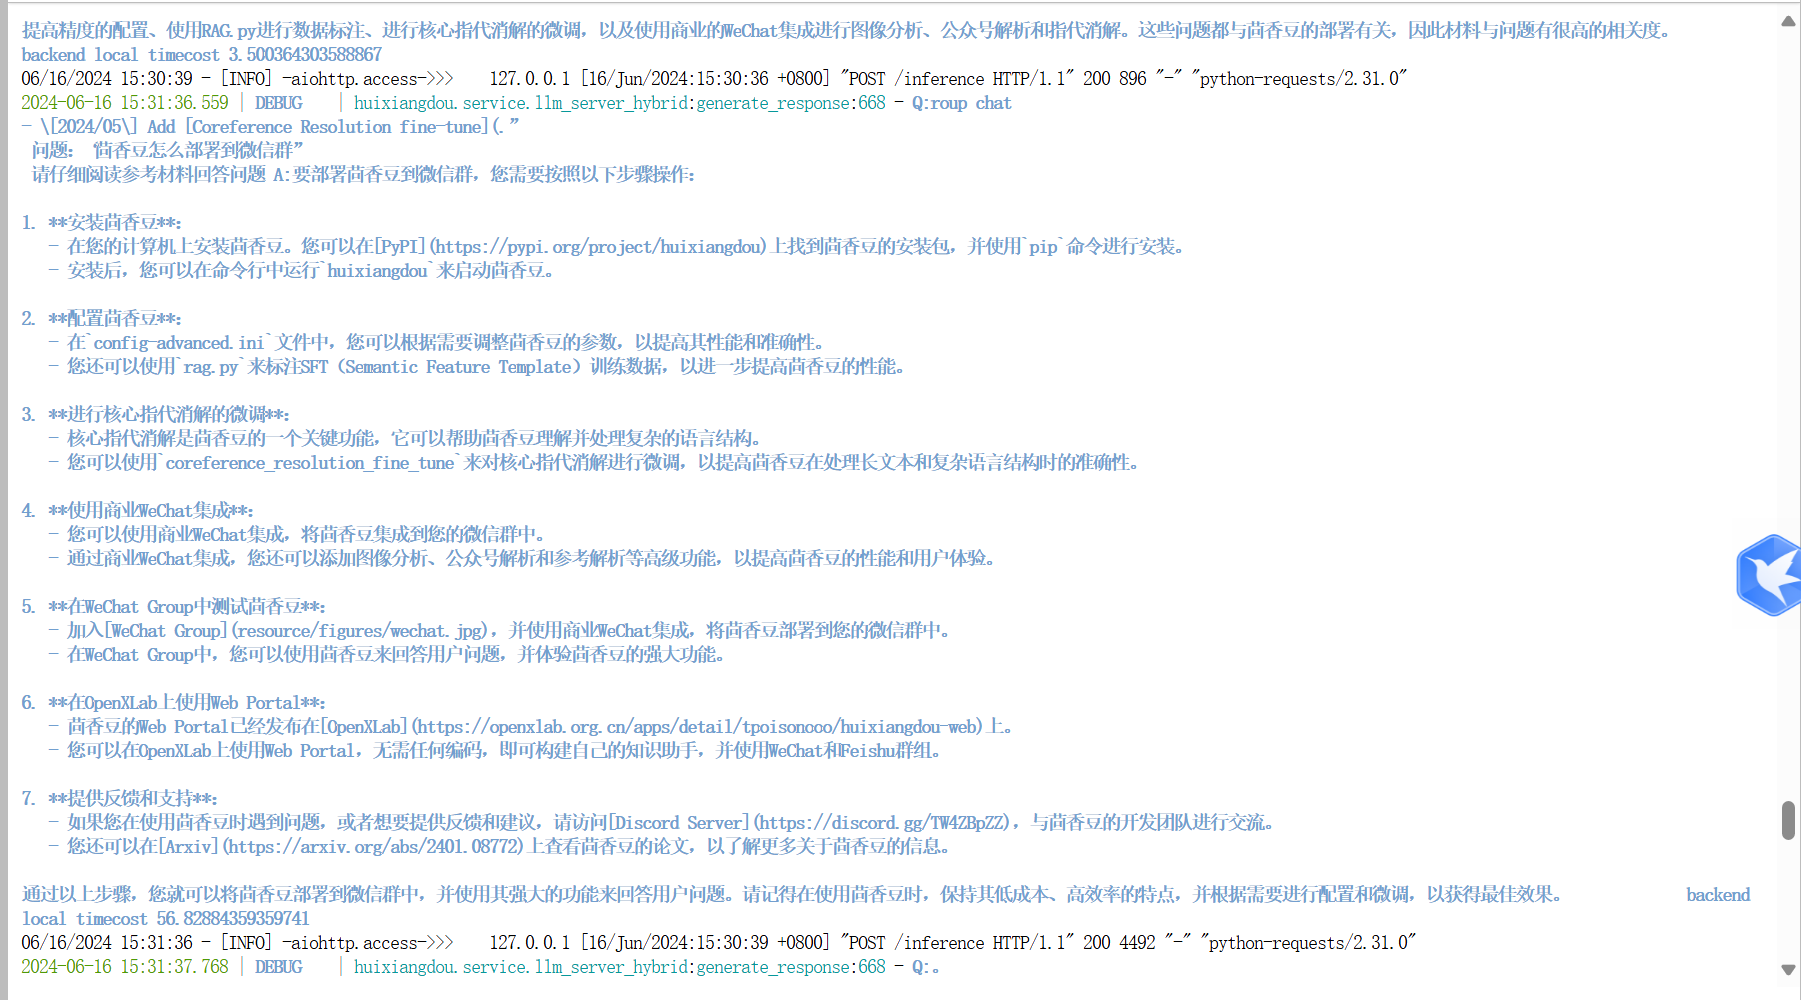 提高精度的配置、使用RAG.py进行数据标注、进行核心指代消解的微调，以及使用商业的WeChat集成进行图像分析、公众号解析和指代消解。这些问题都与茴香豆的部署有关，因此材料与问题有很高的相关度。
backend local timecost 3.500364303588867
06/16/2024 15:30:39 - [INFO] -aiohttp.access->>>    127.0.0.1 [16/Jun/2024:15:30:36 +0800] "POST /inference HTTP/1.1" 200 896 "-" "python-requests/2.31.0"
2024-06-16 15:31:36.559 | DEBUG    | huixiangdou.service.llm_server_hybrid:generate_response:668 - Q:roup chat
- \[2024/05\] Add [Coreference Resolution fine-tune](.”
问题：“茴香豆怎么部署到微信群”
请仔细阅读参考材料回答问题 A:要部署茴香豆到微信群，您需要按照以下步骤操作：
1. **安装茴香豆**：
- 在您的计算机上安装茴香豆。您可以在[PyPI](https://pypi.org/project/huixiangdou)上找到茴香豆的安装包，并使用`pip`命令进行安装。
- 安装后，您可以在命令行中运行`huixiangdou`来启动茴香豆。
2. **配置茴香豆**：
- 在`config-advanced.ini`文件中，您可以根据需要调整茴香豆的参数，以提高其性能和准确性。
- 您还可以使用`rag.py`来标注SFT（Semantic Feature Template）训练数据，以进一步提高茴香豆的性能。
3. **进行核心指代消解的微调**：
- 核心指代消解是茴香豆的一个关键功能，它可以帮助茴香豆理解并处理复杂的语言结构。
- 您可以使用`coreference_resolution_fine_tune`来对核心指代消解进行微调，以提高茴香豆在处理长文本和复杂语言结构时的准确性。
4. **使用商业WeChat集成**：
- 您可以使用商业WeChat集成，将茴香豆集成到您的微信群中。
- 通过商业WeChat集成，您还可以添加图像分析、公众号解析和参考解析等高级功能，以提高茴香豆的性能和用户体验。
5. **在WeChat Group中测试茴香豆**：
- 加入[WeChat Group](resource/figures/wechat.jpg)，并使用商业WeChat集成，将茴香豆部署到您的微信群中。
- 在WeChat Group中，您可以使用茴香豆来回答用户问题，并体验茴香豆的强大功能。
6. **在OpenXLab上使用Web Portal**：
- 茴香豆的Web Portal已经发布在[OpenXLab](https://openxlab.org.cn/apps/detail/tpoisonooo/huixiangdou-web)上。
- 您可以在OpenXLab上使用Web Portal，无需任何编码，即可构建自己的知识助手，并使用WeChat和Feishu群组。
7. **提供反馈和支持**：
- 如果您在使用茴香豆时遇到问题，或者想要提供反馈和建议，请访问[Discord Server](https://discord.gg/TW4ZBpZZ)，与茴香豆的开发团队进行交流。
- 您还可以在[Arxiv](https://arxiv.org/abs/2401.08772)上查看茴香豆的论文，以了解更多关于茴香豆的信息。
通过以上步骤，您就可以将茴香豆部署到微信群中，并使用其强大的功能来回答用户问题。请记得在使用茴香豆时，保持其低成本、高效率的特点，并根据需要进行配置和微调，以获得最佳效果。 backend
local timecost 56.82884359359741
06/16/2024 15:31:36 - [INFO] -aiohttp.access->>>    127.0.0.1 [16/Jun/2024:15:30:39 +0800] "POST /inference HTTP/1.1" 200 4492 "-" "python-requests/2.31.0"
2024-06-16 15:31:37.768 | DEBUG    | huixiangdou.service.llm_server_hybrid:generate_response:668 - Q:。